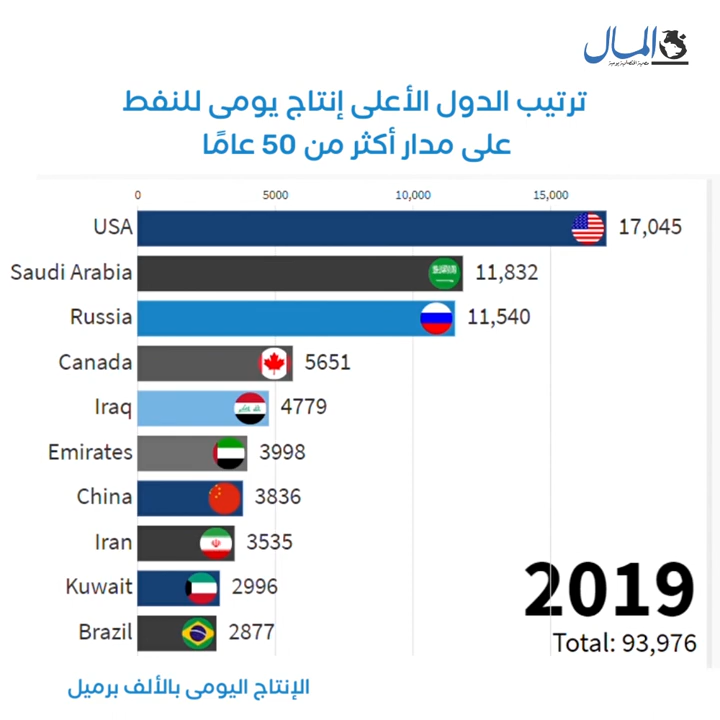 المال
ترتيب الدول الأعلى إنتاج يومى للنفط
على مدار أكثر من 50 عامًا
0 5000 10,000 15,000
USA 17,045
Saudi Arabia 11,832
Russia 11,540
Canada 5651
Iraq 4779
Emirates 3998
China 3836
Iran 3535
Kuwait 2996
Brazil 2877
2019
Total: 93,976
الإنتاج اليومى بالألف برميل